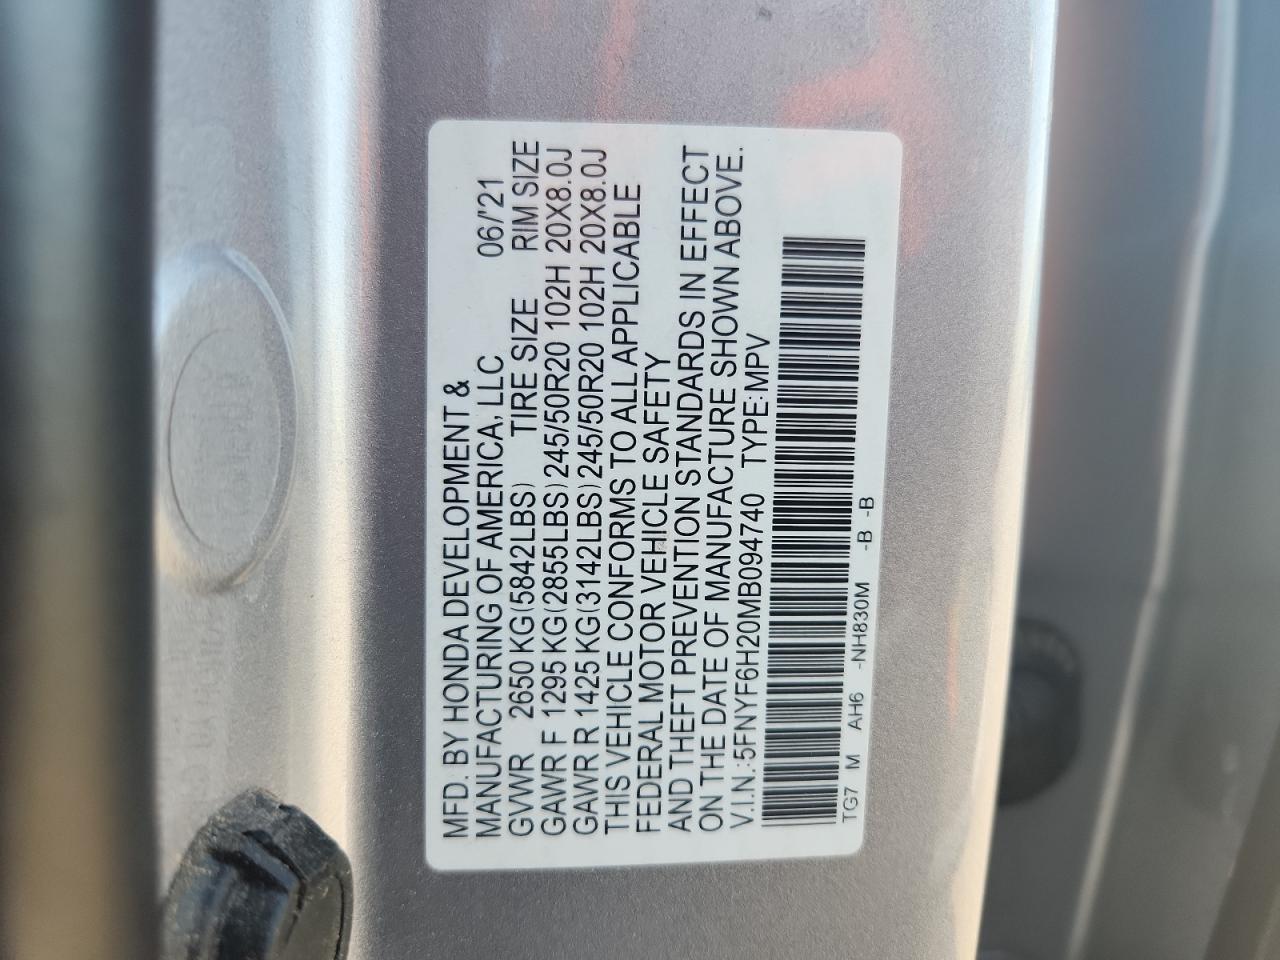 MFD. BY HONDA DEVELOPMENT &
MANUFACTURING OF AMERICA, LLC 06/'21
GVWR 2650 KG(5842LBS) TIRE SIZE RIM SIZE
GAWR F 1295 KG(2855LBS) 245/50R20 102H 20X8.0J
GAWR R 1425 KG(3142LBS) 245/50R20 102H 20X8.0J
THIS VEHICLE CONFORMS TO ALL APPLICABLE
FEDERAL MOTOR VEHICLE SAFETY
AND THEFT PREVENTION STANDARDS IN EFFECT
ON THE DATE OF MANUFACTURE SHOWN ABOVE.
V.I.N.:5FNYF6H20MB094740 TYPE:MPV
TG7 M AH6 -NH830M -B -B